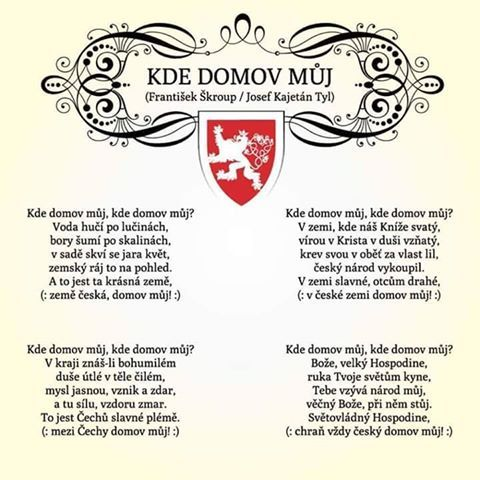 KDE DOMOV MŮJ
(František Škroup / Josef Kajetán Tyl)
Kde domov můj, kde domov můj?
Voda hučí po lučinách,
bory šumí po skalinách,
v sadě skví se jara květ,
zemský ráj to na pohled.
A to jest ta krásná země,
(: země česká, domov můj! :)
Kde domov můj, kde domov můj?
V kraji znáš-li bohumilém
duše útlé v těle čilém,
mysl jasnou, vznik a zdar,
a tu sílu, vzdoru zmar.
To jest Čechů slavné plémě.
(: mezi Čechy domov můj! :)
Kde domov můj, kde domov můj?
V zemi, kde náš Kníže svatý,
vírou v Krista v duši vzňatý,
krev svou v oběť za vlast lil,
český národ vykoupil.
V zemi slavné, otcům drahé,
(: v české zemi domov můj! :)
Kde domov můj, kde domov můj?
Bože, velký Hospodine,
ruka Tvoje světům kyne,
Tebe vzývá národ můj,
věčný Bože, při něm stůj.
Světovládný Hospodine,
(: chraň vždy český domov můj! :)